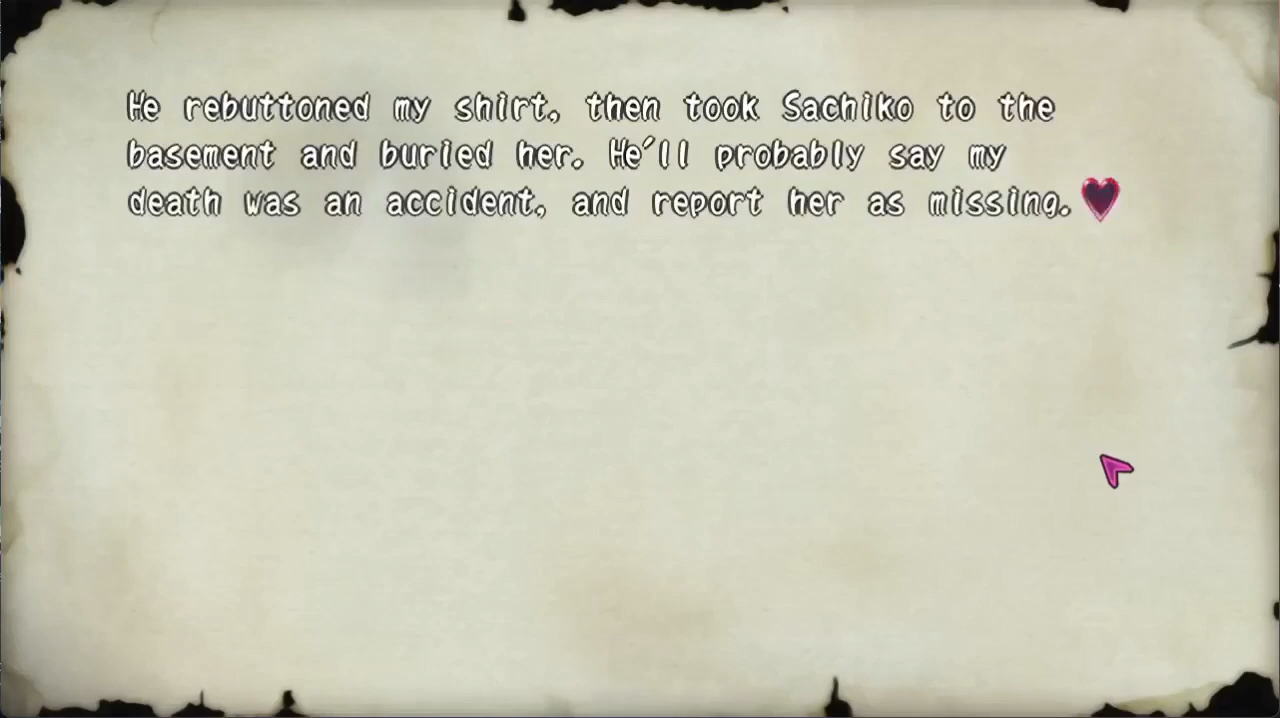 He rebuttoned my shirt, then took Sachiko to the
basement and buried her. He'll probably say my
death was an accident, and report her as missing.